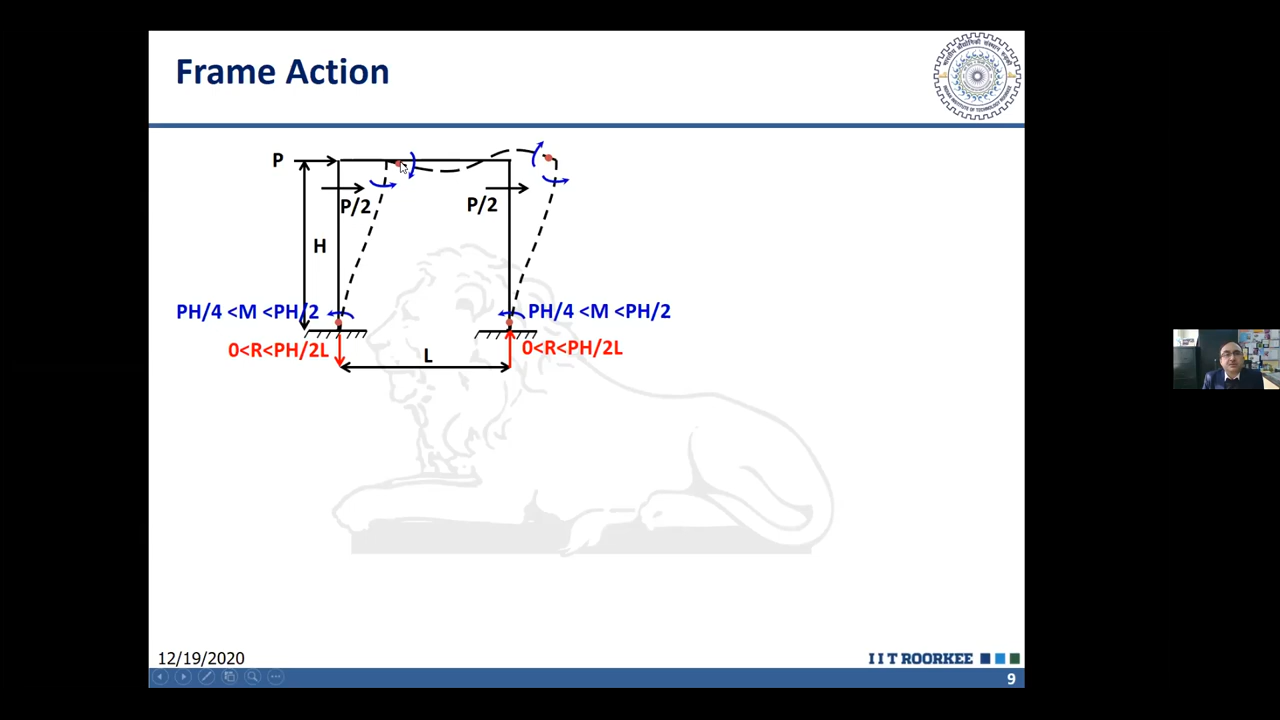 Frame Action
P
P/2
P/2
H
PH/4 <M <PH/2
PH/4 <M <PH/2
0<R<PH/2L
0<R<PH/2L
L
12/19/2020
I I T ROORKEE
9